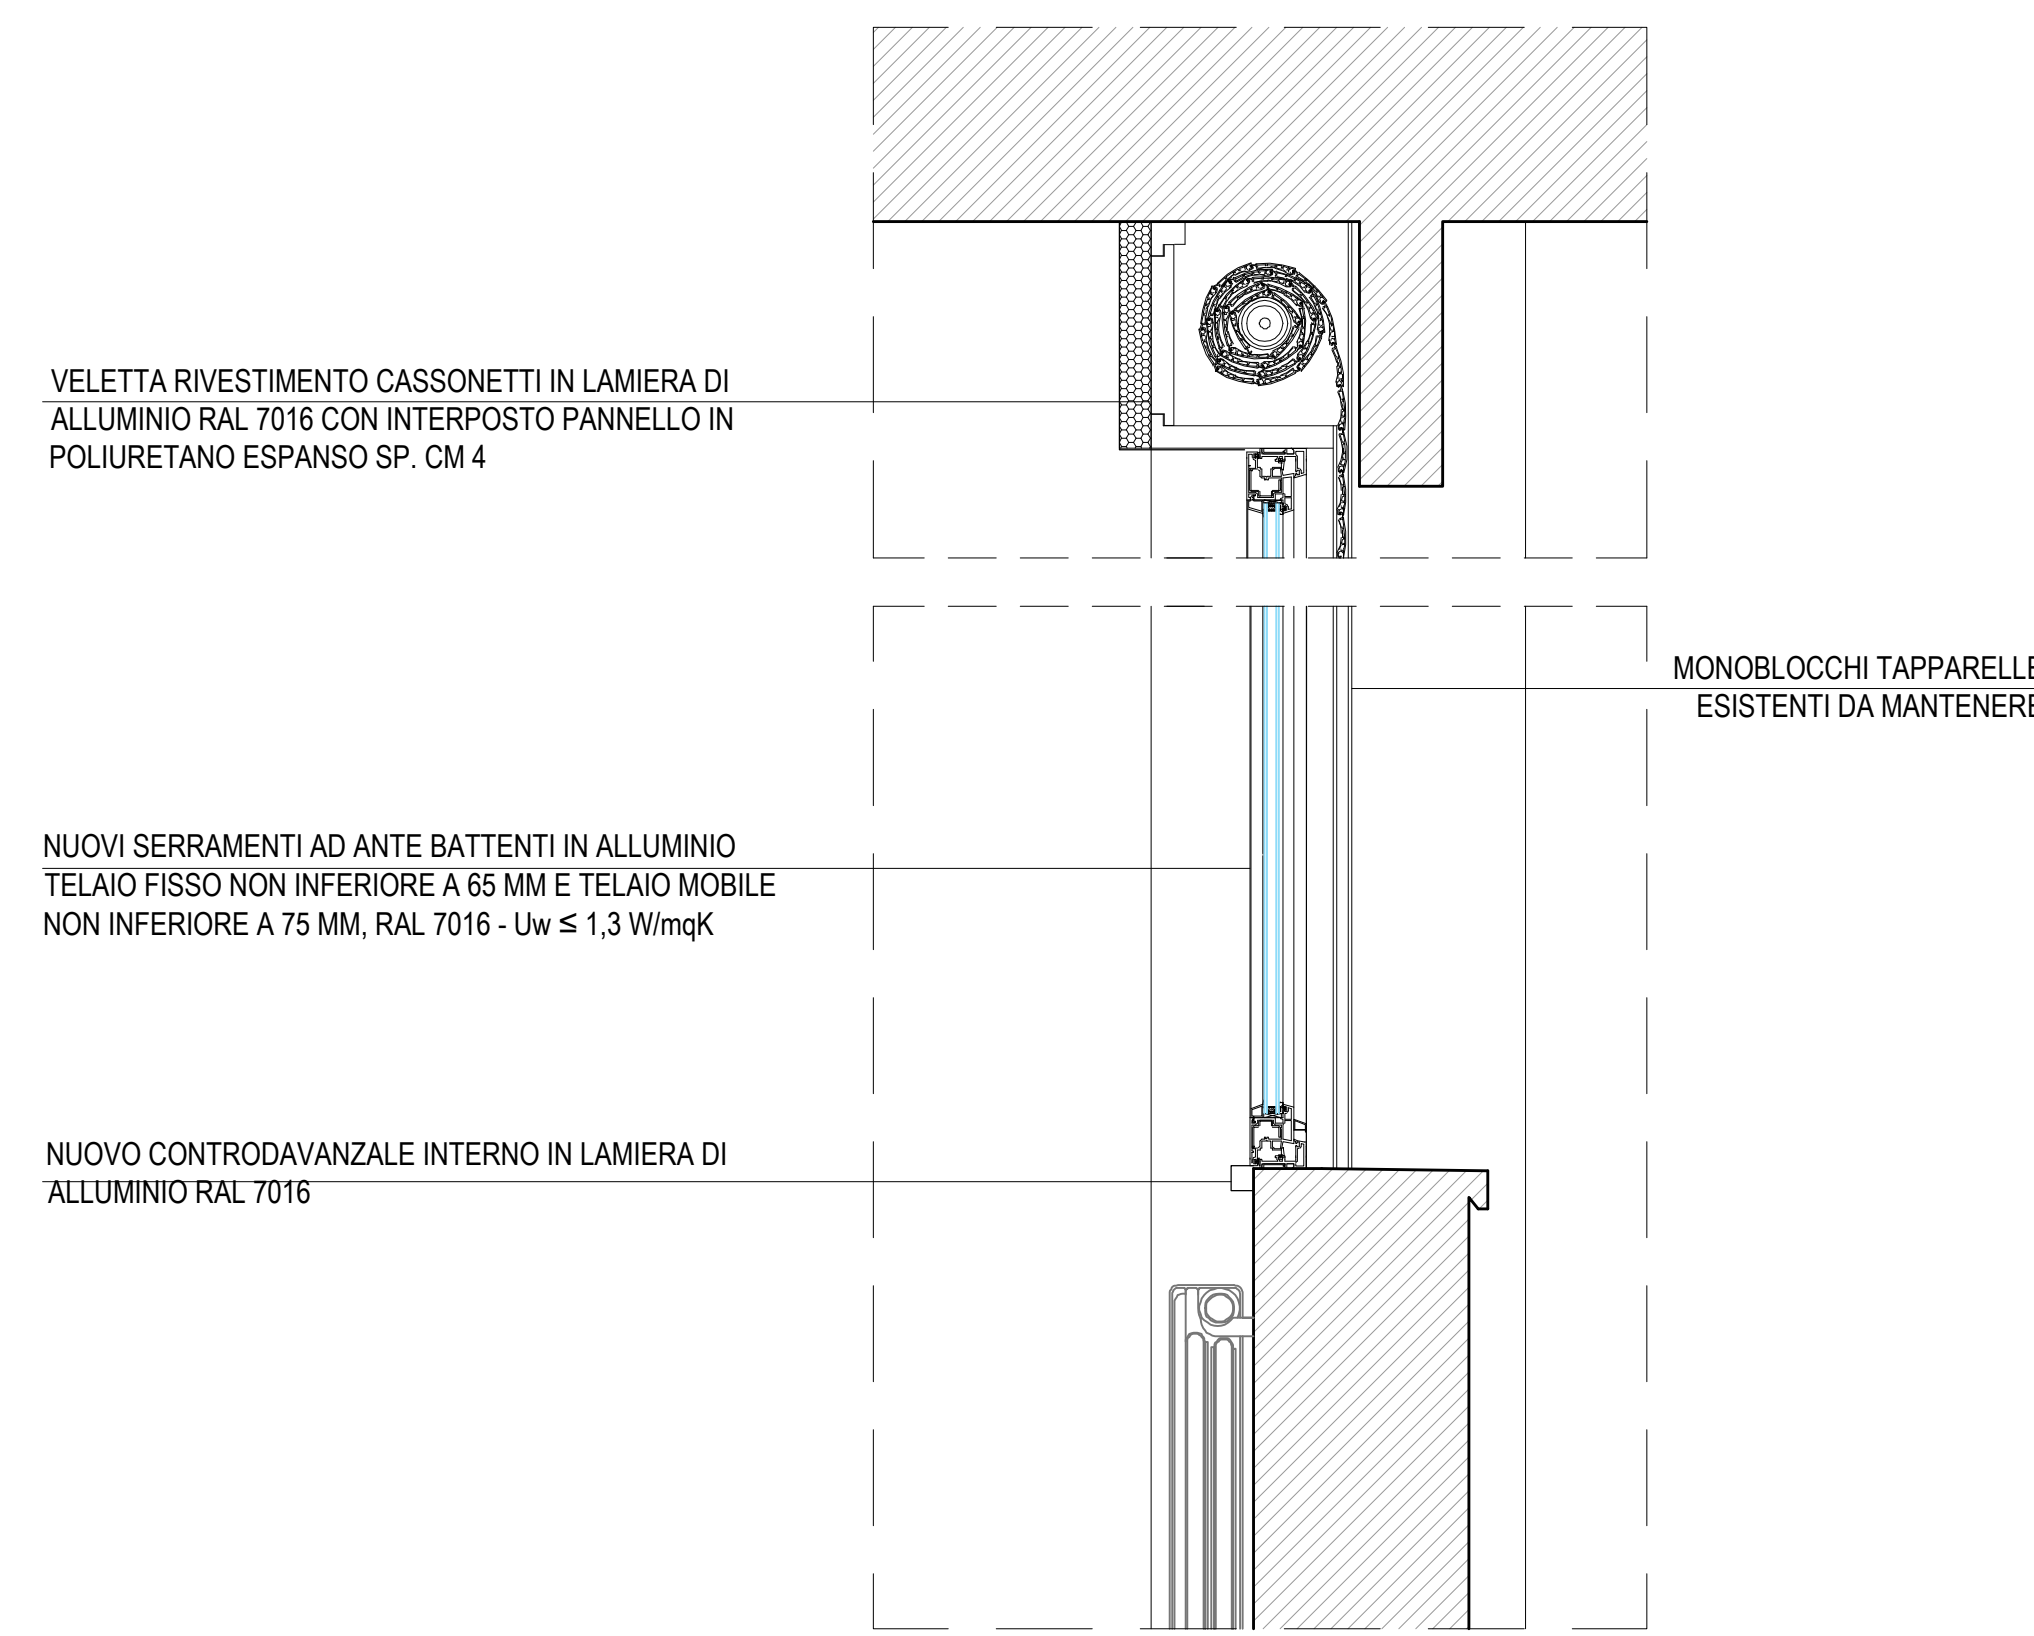 VELETTA RIVESTIMENTO CASSONETTI IN LAMIERA DI
ALLUMINIO RAL 7016 CON INTERPOSTO PANNELLO IN
POLIURETANO ESPANSO SP. CM 4
MONOBLOCCHI TAPPARELLE
ESISTENTI DA MANTENERE
NUOVI SERRAMENTI AD ANTE BATTENTI IN ALLUMINIO
TELAIO FISSO NON INFERIORE A 65 MM E TELAIO MOBILE
NON INFERIORE A 75 MM, RAL 7016 - Uw ≤ 1,3 W/mqK
NUOVO CONTRODAVANZALE INTERNO IN LAMIERA DI
ALLUMINIO RAL 7016